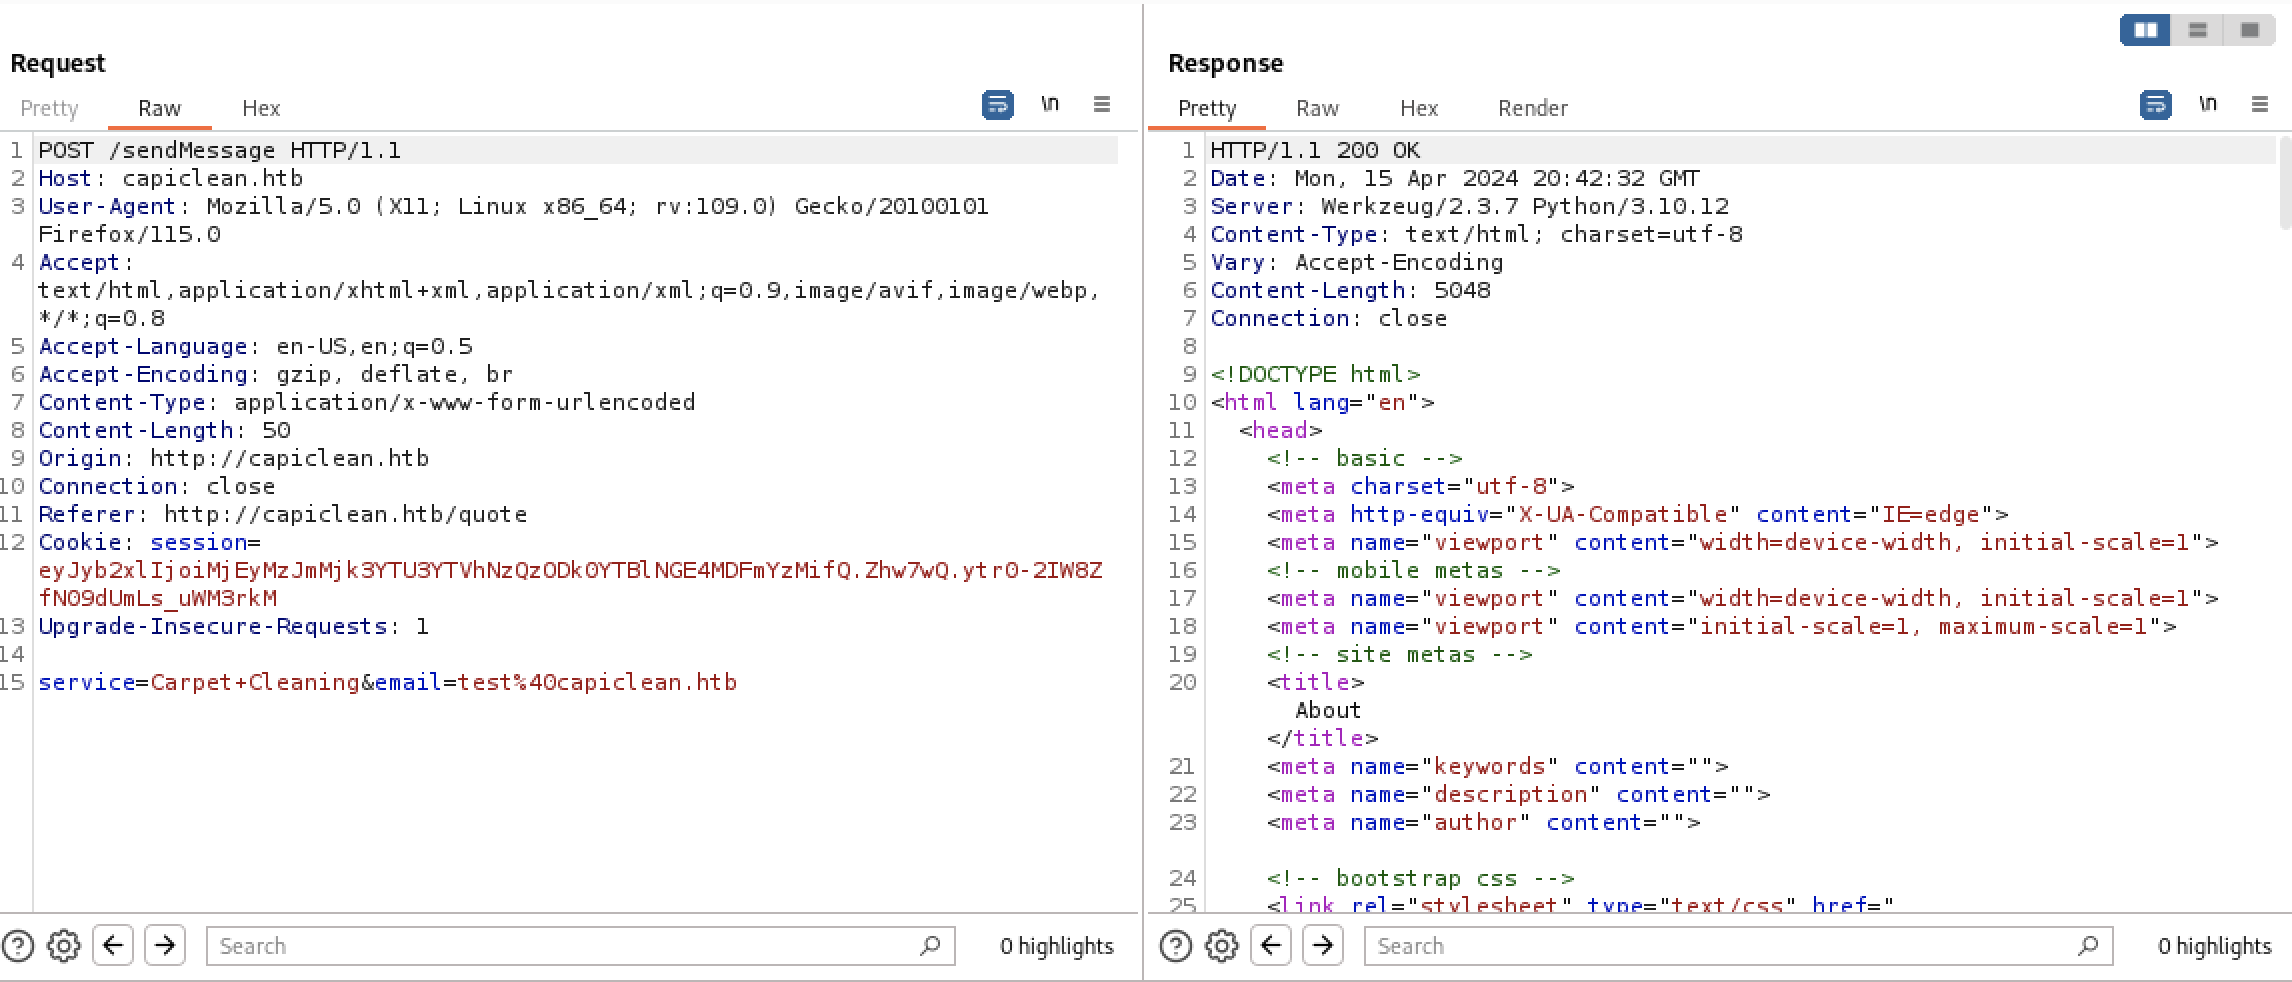 Request
Pretty Raw Hex \n
1 POST /sendMessage HTTP/1.1
2 Host: capiclean.htb
3 User-Agent: Mozilla/5.0 (X11; Linux x86_64; rv:109.0) Gecko/20100101
Firefox/115.0
4 Accept:
text/html,application/xhtml+xml,application/xml;q=0.9,image/avif,image/webp,
*/*;q=0.8
5 Accept-Language: en-US,en;q=0.5
6 Accept-Encoding: gzip, deflate, br
7 Content-Type: application/x-www-form-urlencoded
8 Content-Length: 50
9 Origin: http://capiclean.htb
10 Connection: close
11 Referer: http://capiclean.htb/quote
12 Cookie: session=
eyJyb2xlIjoiMjEyMzJmMjk3YTU3YTVhNzQzODk0YTBlNGE4MDFmYzMifQ.Zhw7wQ.ytr0-2IW8Z
fN09dUmLs_uWM3rkM
13 Upgrade-Insecure-Requests: 1
14
15 service=Carpet+Cleaning&email=test%40capiclean.htb
Search
0 highlights
Response
Pretty Raw Hex Render \n
1 HTTP/1.1 200 OK
2 Date: Mon, 15 Apr 2024 20:42:32 GMT
3 Server: Werkzeug/2.3.7 Python/3.10.12
4 Content-Type: text/html; charset=utf-8
5 Vary: Accept-Encoding
6 Content-Length: 5048
7 Connection: close
8
9 <!DOCTYPE html>
10 <html lang="en">
11 <head>
12 <!-- basic -->
13 <meta charset="utf-8">
14 <meta http-equiv="X-UA-Compatible" content="IE=edge">
15 <meta name="viewport" content="width=device-width, initial-scale=1">
16 <!-- mobile metas -->
17 <meta name="viewport" content="width=device-width, initial-scale=1">
18 <meta name="viewport" content="initial-scale=1, maximum-scale=1">
19 <!-- site metas -->
20 <title>
About
</title>
21 <meta name="keywords" content="">
22 <meta name="description" content="">
23 <meta name="author" content="">
24 <!-- bootstrap css -->
25 <link rel="stylesheet" type="text/css" href="
Search
0 highlights